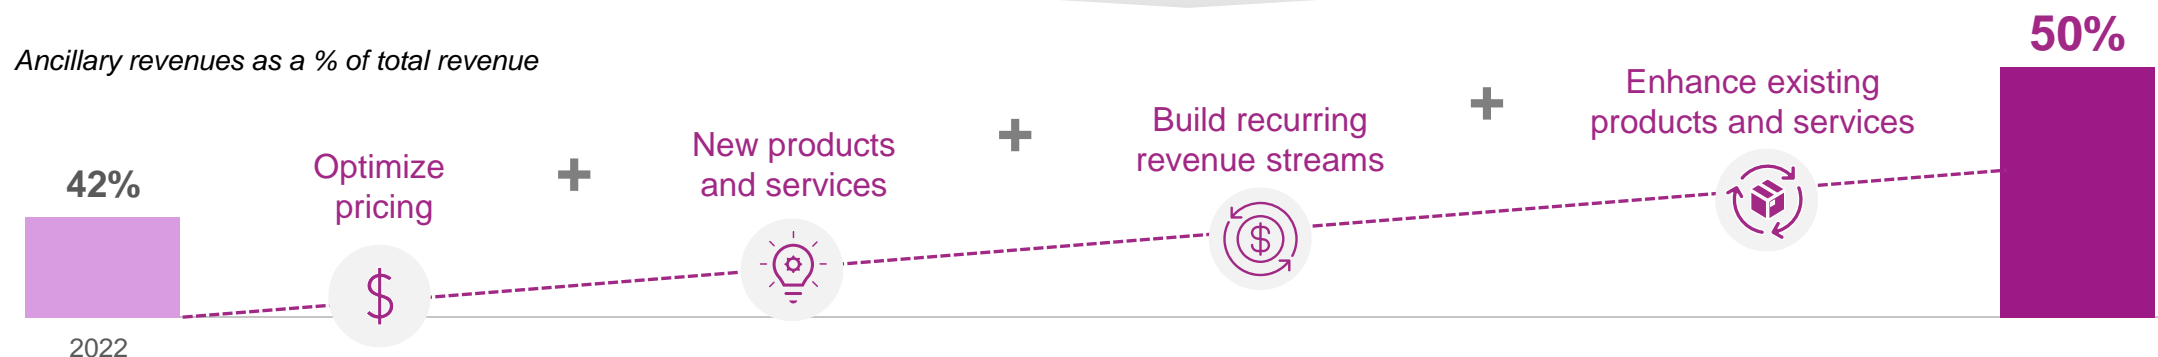 Ancillary revenues as a % of total revenue
42%
2022
Optimize
pricing
+
New products
and services
+
Build recurring
revenue streams
+
Enhance existing
products and services
50%
$
$